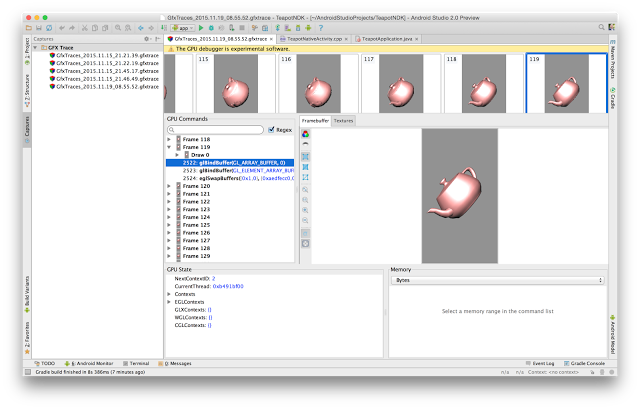 GfxTraces_2015.11.19_08.55.52.gfxtrace - TeapotNDK - [~/AndroidStudioProjects/TeapotNDK] - Android Studio 2.0 Preview
app
Captures
GfxTraces_2015.11.19_08.55.52.gfxtrace
TeapotNativeActivity.cpp
TeapotApplication.java
GFX Trace
The GPU debugger is experimental software.
GfxTraces_2015.11.15_21.21.39.gfxtrace
GfxTraces_2015.11.15_21.22.19.gfxtrace
GfxTraces_2015.11.15_21.45.17.gfxtrace
GfxTraces_2015.11.15_21.46.49.gfxtrace
GfxTraces_2015.11.19_08.55.52.gfxtrace
115
116
117
118
119
1: Project
Z: Structure
Captures
Build Variants
2: Favorites
Maven Projects
Gradle
Android Model
GPU Commands
Regex
Frame 118
Frame 119
Draw 0
2522: glBindBuffer(GL_ARRAY_BUFFER, 0)
2523: glBindBuffer(GL_ELEMENT_ARRAY_BUF
2524: eglSwapBuffers(
Frame 120
Frame 121
Frame 122
Frame 123
Frame 124
Frame 125
Frame 126
Frame 127
Frame 128
Frame 129
Framebuffer
Textures
GPU State
NextContextID: 2
CurrentThread: 0xb491bf00
Contexts
EGLContexts
GLXContexts: {}
WGLContexts: {}
CGLContexts: {}
Memory
Bytes
Select a memory range in the command list
TODO
6: Android Monitor
Terminal
0: Messages
Event Log
Gradle Console
Gradle build finished in 8s 386ms (7 minutes ago)
n/a
n/a
Context: <no context>